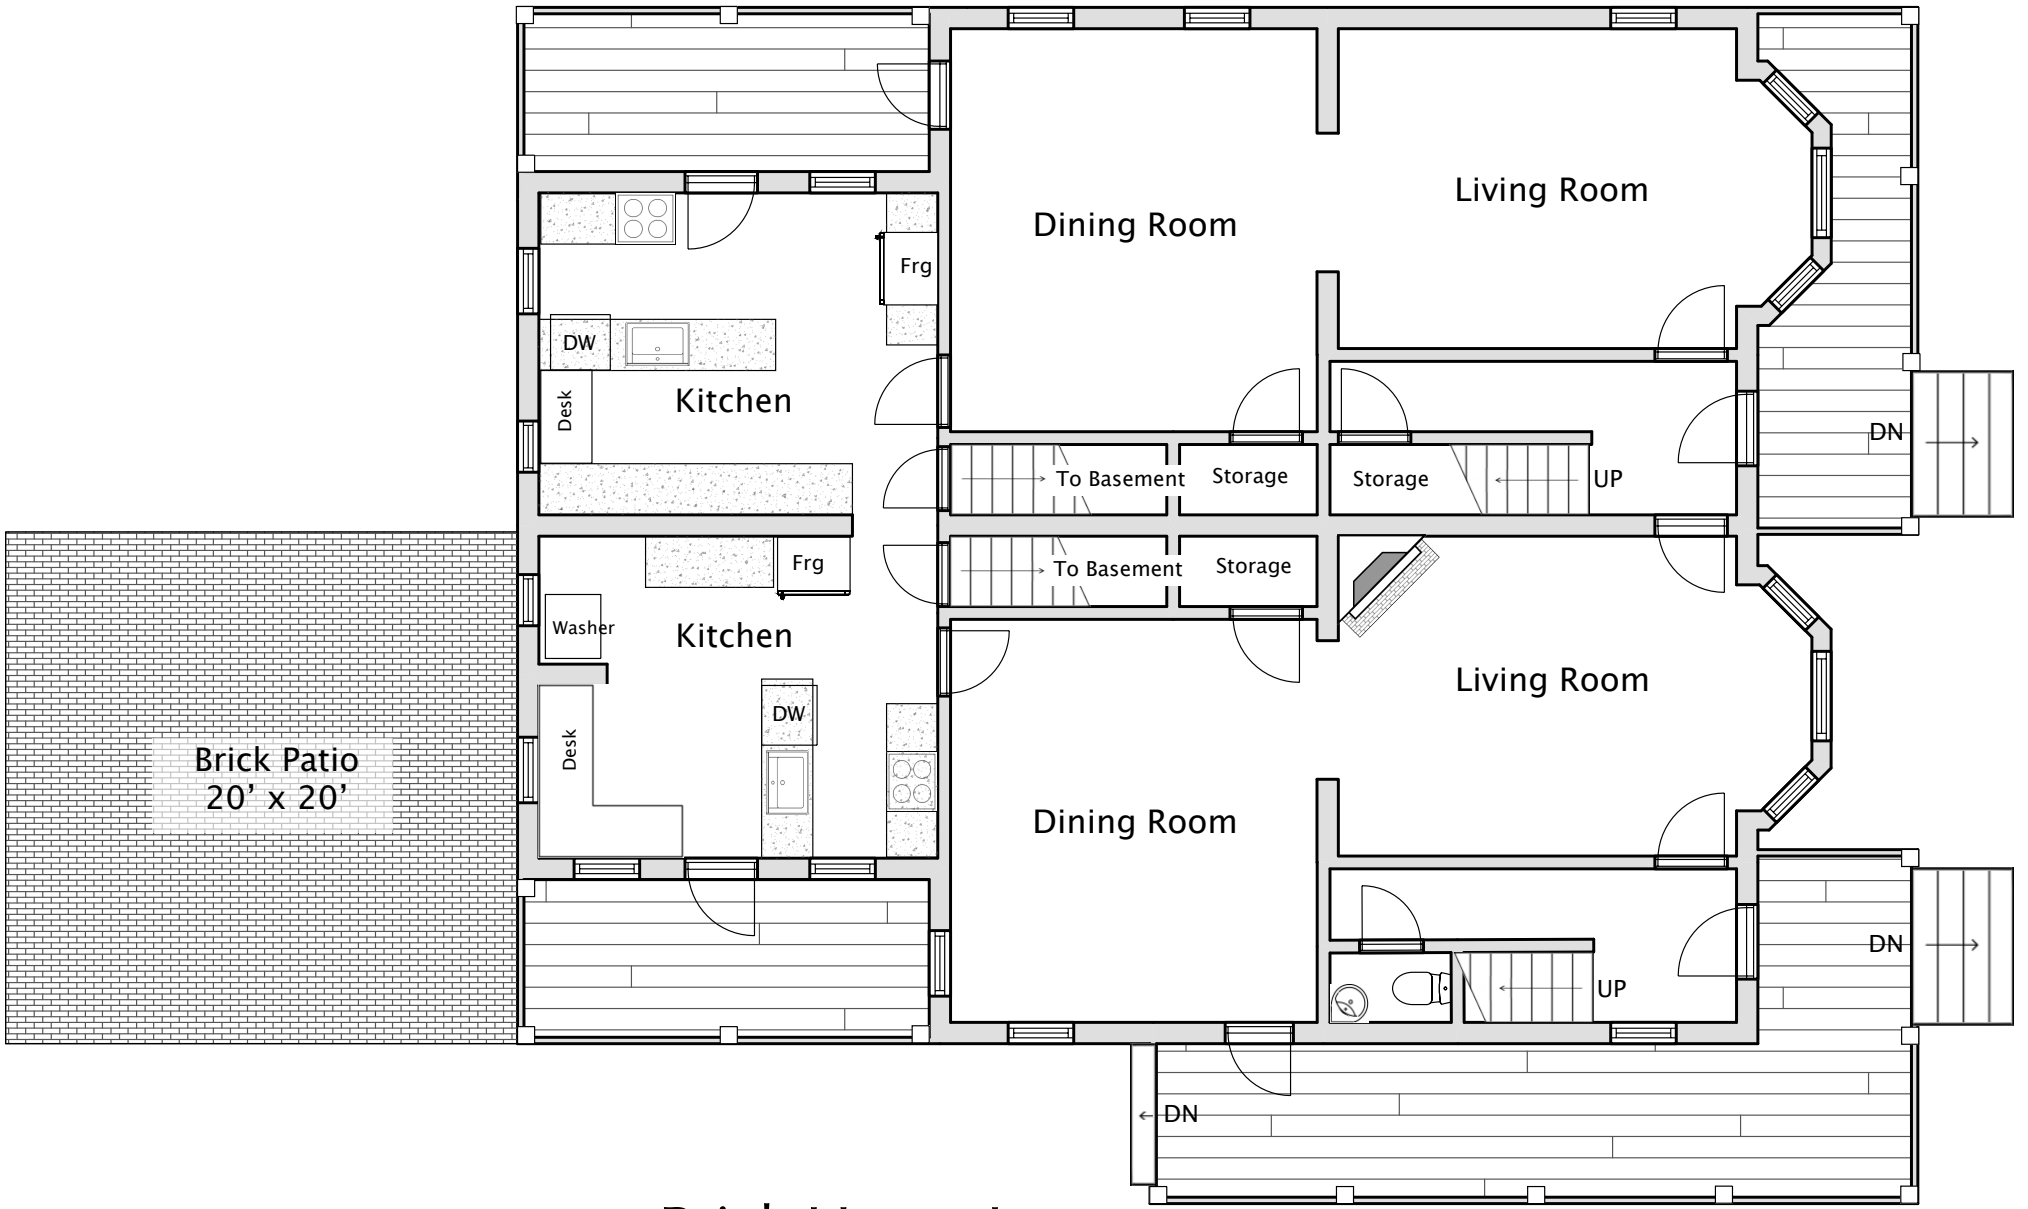 Living Room
Dining Room
Frg
DW
Desk
Kitchen
DN
To Basement
Storage
Storage
UP
Frg
To Basement
Storage
Washer
Kitchen
Living Room
DW
Desk
Brick Patio
20’ x 20’
Dining Room
DN
UP
DN